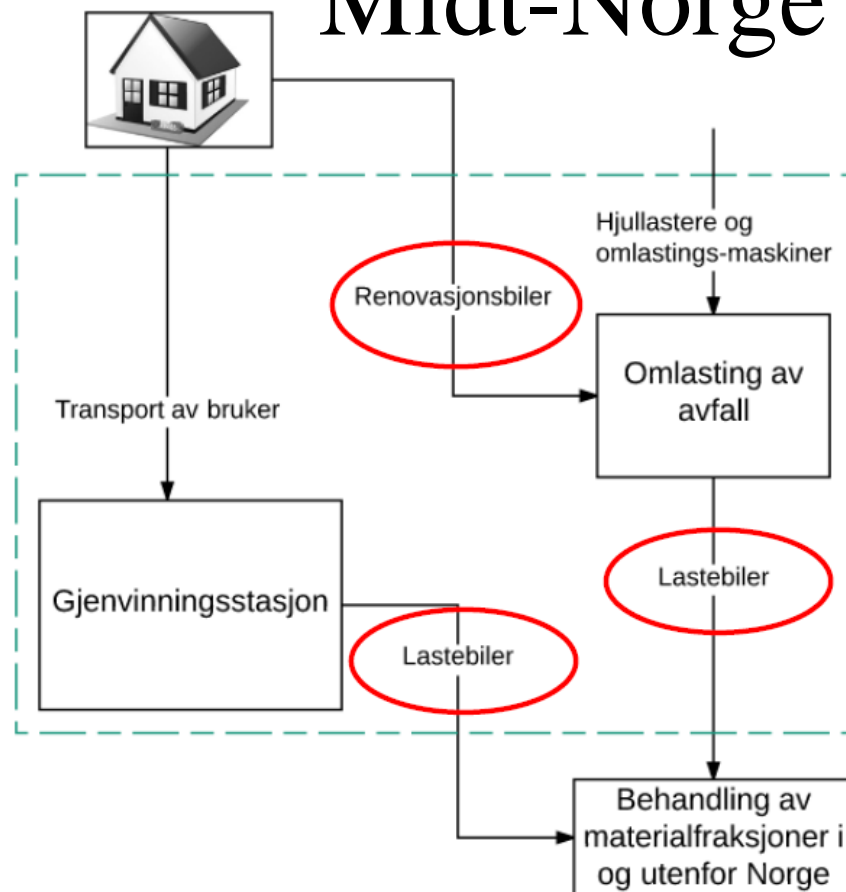 Midt-Norge
Hjullastere og
omlastings-maskiner
Renovasjonsbiler
Omlasting av
avfall
Transport av bruker
Lastebiler
Gjenvinningsstasjon
Lastebiler
Behandling av
materialfraksjoner i
og utenfor Norge